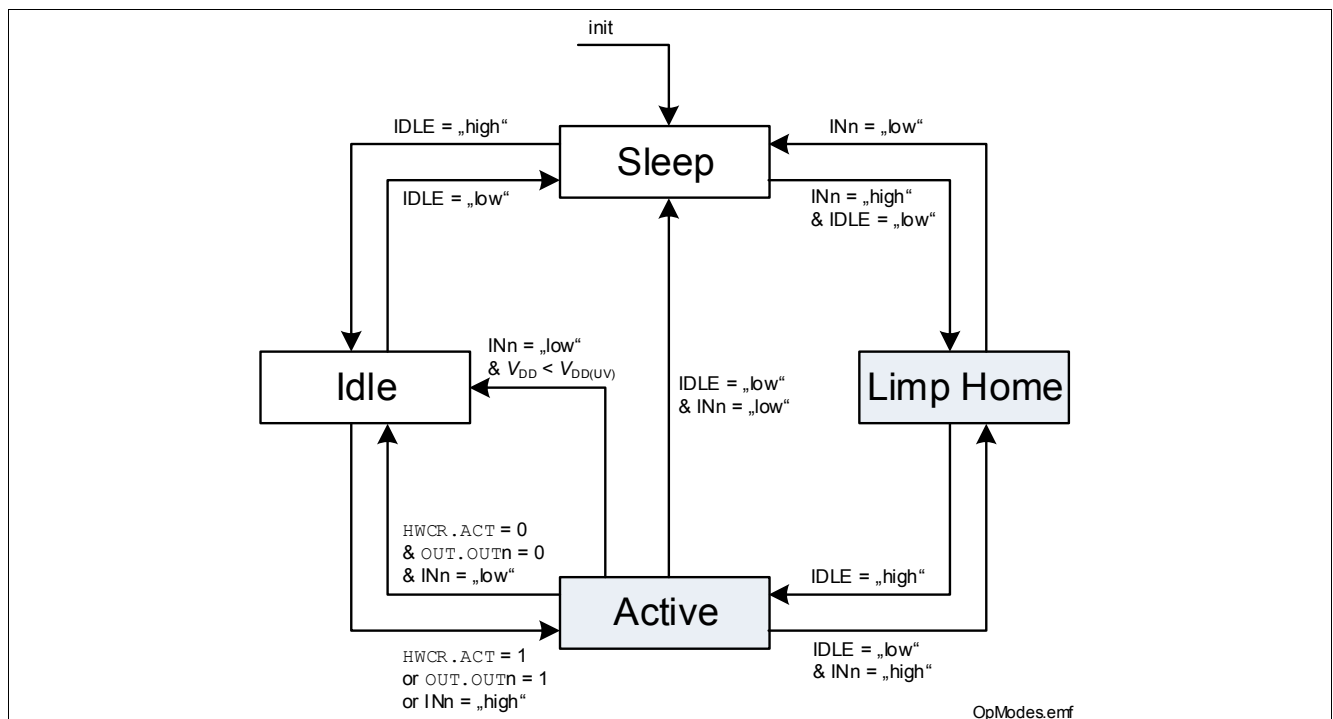 init
IDLE = „high“
INn = „low“
Sleep
IDLE = „low“
INn = „high“
& IDLE = „low“
INn = „low“
& VDD < VDD(UV)
Idle
IDLE = „low“
& INn = „low“
Limp Home
HWCR.ACT = 0
& OUT.OUTn = 0
& INn = „low“
IDLE = „high“
Active
HWCR.ACT = 1
or OUT.OUTn = 1
or INn = „high“
IDLE = „low“
& INn = „high“
OpModes.emf